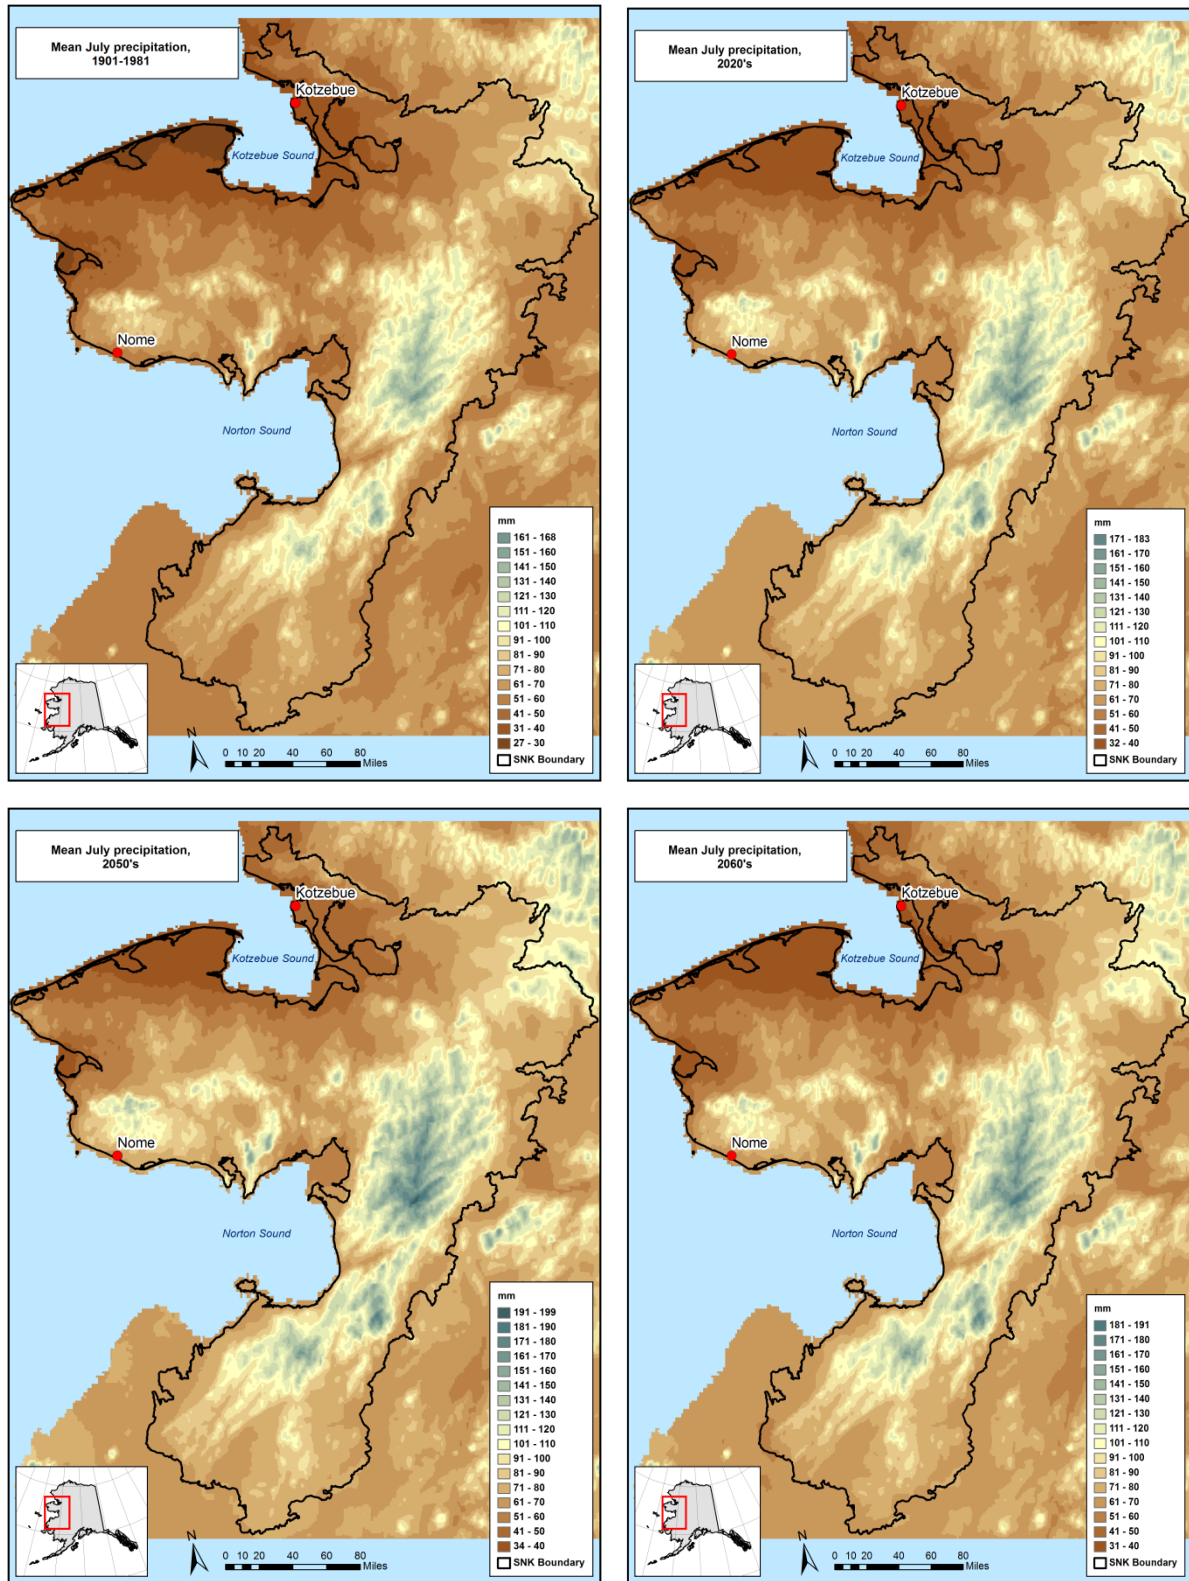 Mean July precipitation,
1901-1981
Kotzebue
Kotzebue Sound
Nome
Norton Sound
mm
161 - 168
151 - 160
141 - 150
131 - 140
121 - 130
111 - 120
101 - 110
91 - 100
81 - 90
71 - 80
61 - 70
51 - 60
41 - 50
31 - 40
27 - 30
SNK Boundary
N
0 10 20 40 60 80
Miles
Mean July precipitation,
2020's
Kotzebue
Kotzebue Sound
Nome
Norton Sound
mm
171 - 183
161 - 170
151 - 160
141 - 150
131 - 140
121 - 130
111 - 120
101 - 110
91 - 100
81 - 90
71 - 80
61 - 70
51 - 60
41 - 50
32 - 40
SNK Boundary
N
0 10 20 40 60 80
Miles
Mean July precipitation,
2050's
Kotzebue
Kotzebue Sound
Nome
Norton Sound
mm
191 - 199
181 - 190
171 - 180
161 - 170
151 - 160
141 - 150
131 - 140
121 - 130
111 - 120
101 - 110
91 - 100
81 - 90
71 - 80
61 - 70
51 - 60
41 - 50
34 - 40
SNK Boundary
N
0 10 20 40 60 80
Miles
Mean July precipitation,
2060's
Kotzebue
Kotzebue Sound
Nome
Norton Sound
mm
181 - 191
171 - 180
161 - 170
151 - 160
141 - 150
131 - 140
121 - 130
111 - 120
101 - 110
91 - 100
81 - 90
71 - 80
61 - 70
51 - 60
41 - 50
31 - 40
SNK Boundary
N
0 10 20 40 60 80
Miles